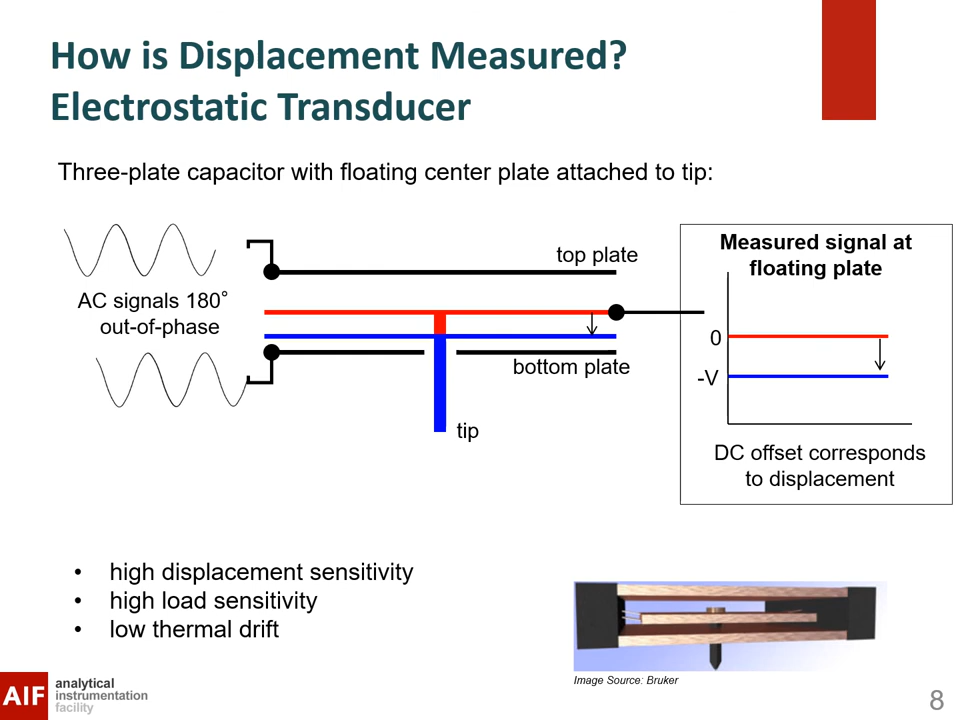 How is Displacement Measured?
Electrostatic Transducer
Three-plate capacitor with floating center plate attached to tip:
top plate
AC signals 180°
out-of-phase
bottom plate
tip
Measured signal at
floating plate
0
-V
DC offset corresponds
to displacement
• high displacement sensitivity
• high load sensitivity
• low thermal drift
Image Source: Bruker
AIF analytical
instrumentation
facility
8